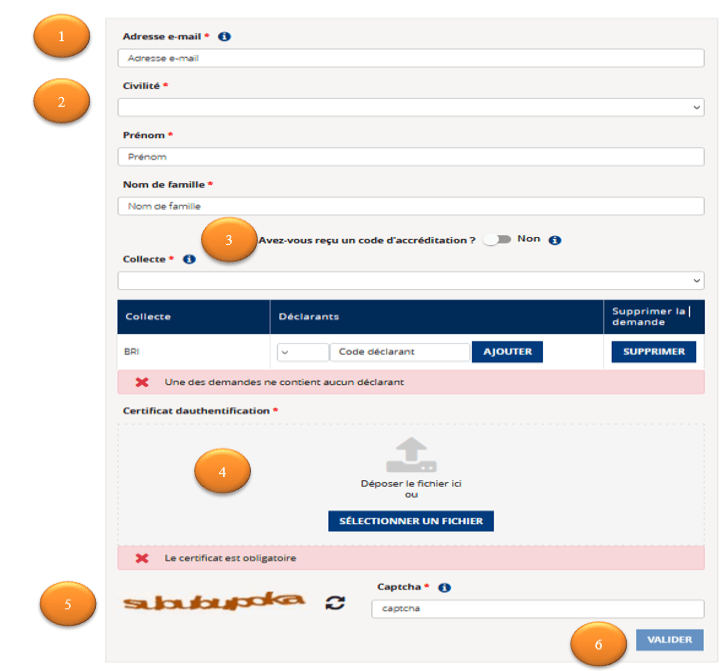 1
Adresse e-mail *
Adresse e-mail
2
Civilité *
Prénom *
Prénom
Nom de famille *
Nom de famille
3
Avez-vous reçu un code d'accréditation ? Non
Collecte *
Collecte Déclarants Supprimer la
demande
BRI Code déclarant AJOUTER SUPPRIMER
Une des demandes ne contient aucun déclarant
Certificat dauthentification *
4
Déposer le fichier ici
ou
SÉLECTIONNER UN FICHIER
Le certificat est obligatoire
Captcha *
5
captcha
6
VALIDER